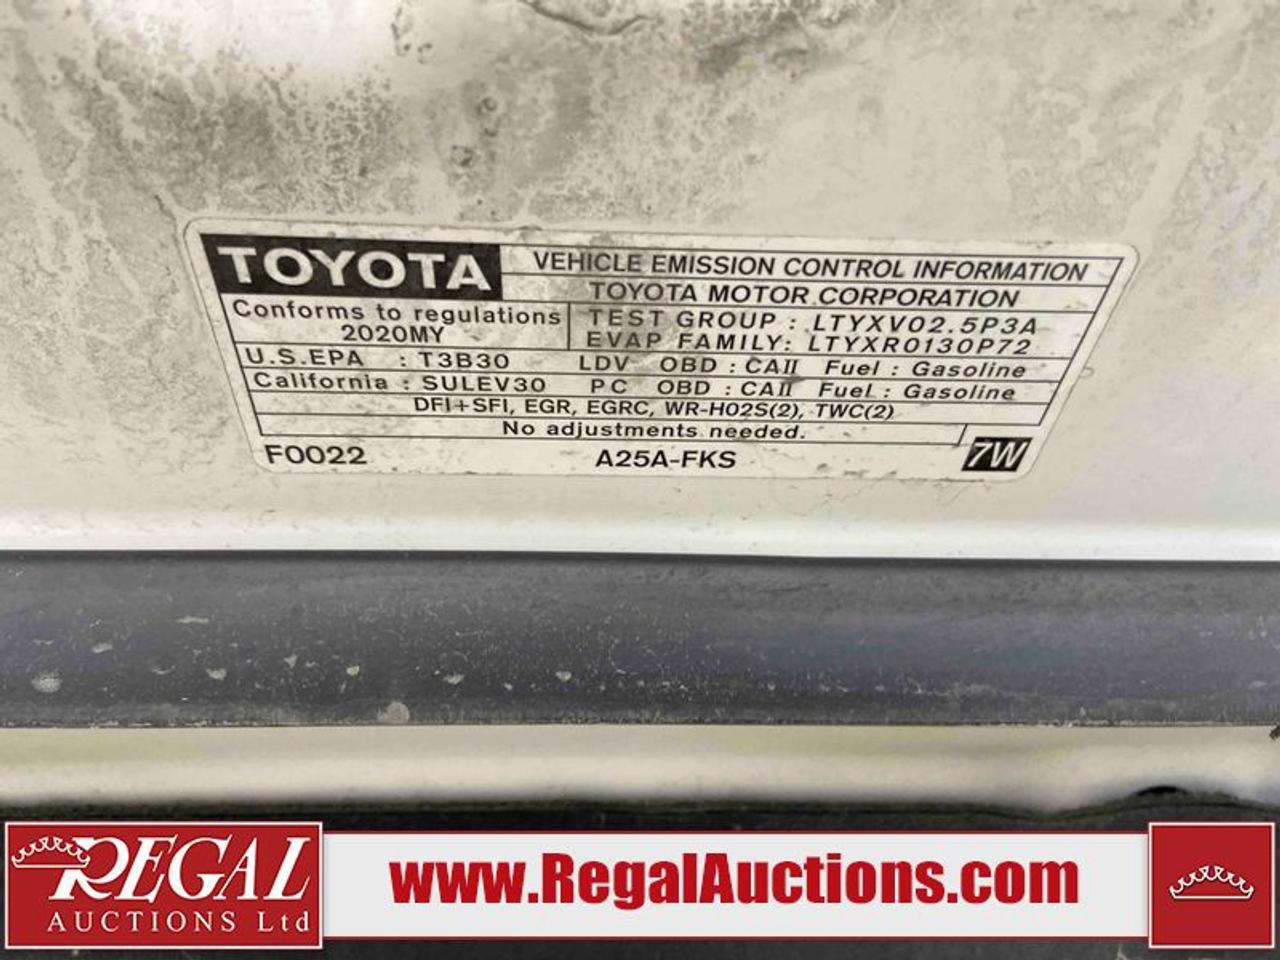 TOYOTA VEHICLE EMISSION CONTROL INFORMATION
TOYOTA MOTOR CORPORATION
Conforms to regulations
2020MY
TEST GROUP : LTYXV02.5P3A
EVAP FAMILY: LTYXR0130P72
U.S.EPA : T3B30 LDV OBD : CAII Fuel : Gasoline
California : SULEV30 PC OBD : CAII Fuel : Gasoline
DFI+SFI, EGR, EGRC, WR-HO2S(2), TWC(2)
No adjustments needed.
F0022 A25A-FKS 7W
REGAL
AUCTIONS Ltd
www.RegalAuctions.com